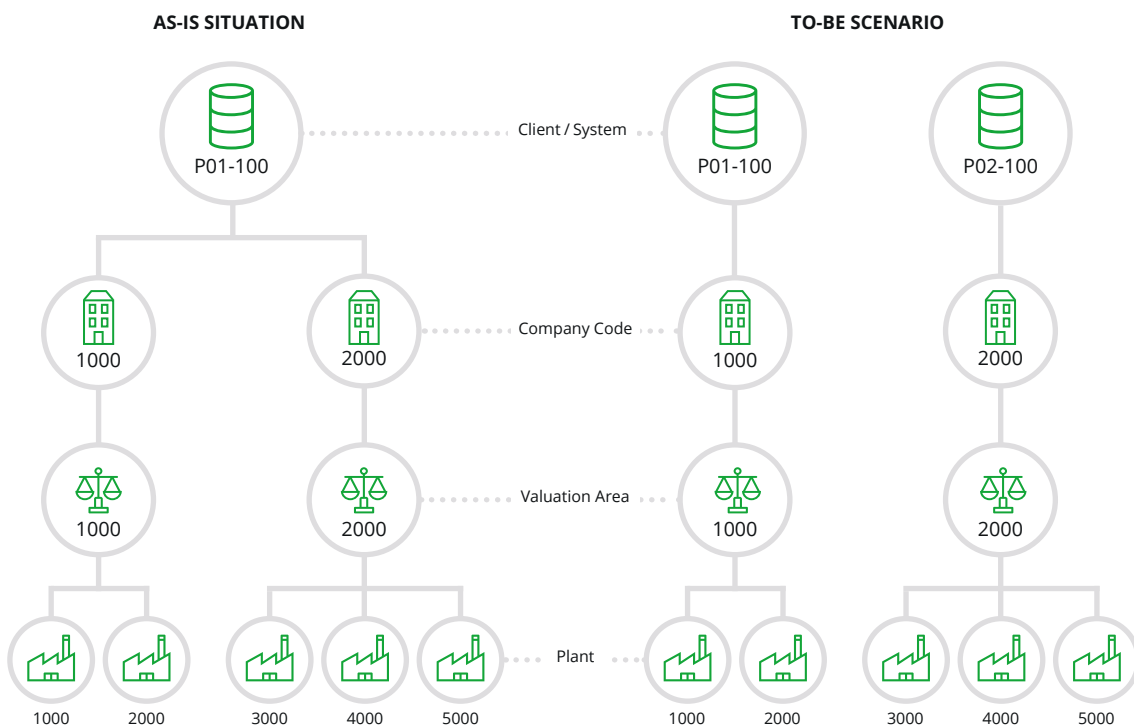 AS-IS SITUATION
TO-BE SCENARIO
P01-100
Client / System
P01-100
P02-100
1000
2000
Company Code
1000
2000
1000
2000
Valuation Area
1000
2000
Plant
1000
2000
3000
4000
5000
1000
2000
3000
4000
5000